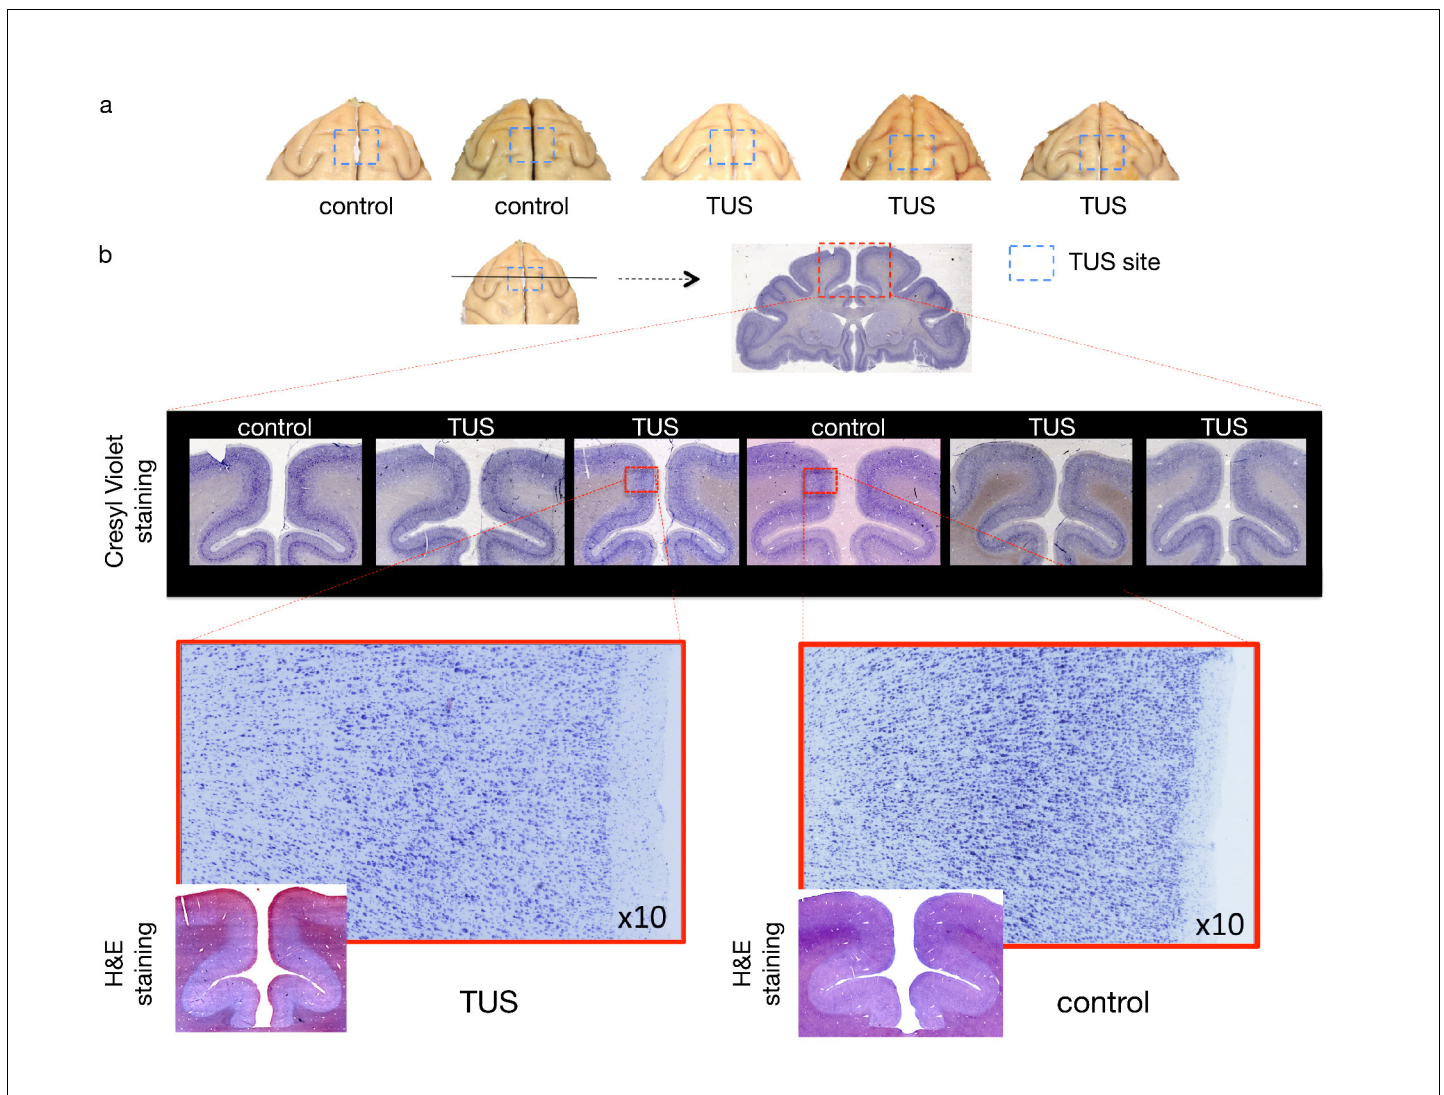 a
control
control
TUS
TUS
TUS
b
TUS site
Cresyl Violet
staining
control
TUS
TUS
control
TUS
TUS
x10
x10
H&E
staining
TUS
H&E
staining
control